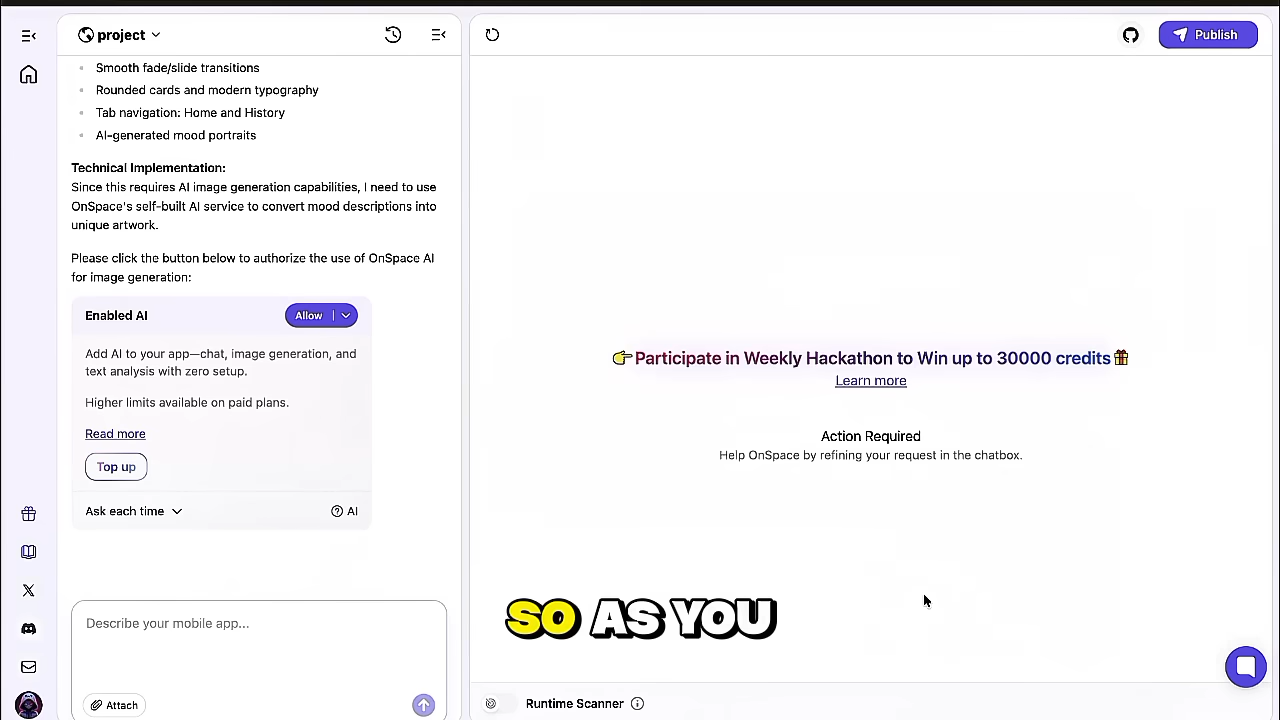 project
Publish
Smooth fade/slide transitions
Rounded cards and modern typography
Tab navigation: Home and History
AI-generated mood portraits
Technical Implementation:
Since this requires AI image generation capabilities, I need to use
OnSpace's self-built AI service to convert mood descriptions into
unique artwork.
Please click the button below to authorize the use of OnSpace AI
for image generation:
Enabled AI
Allow
Add AI to your app—chat, image generation, and
text analysis with zero setup.
Higher limits available on paid plans.
Read more
Top up
Ask each time
AI
Describe your mobile app...
Attach
👉Participate in Weekly Hackathon to Win up to 30000 credits🎁
Learn more
Action Required
Help OnSpace by refining your request in the chatbox.
SO AS YOU
Runtime Scanner